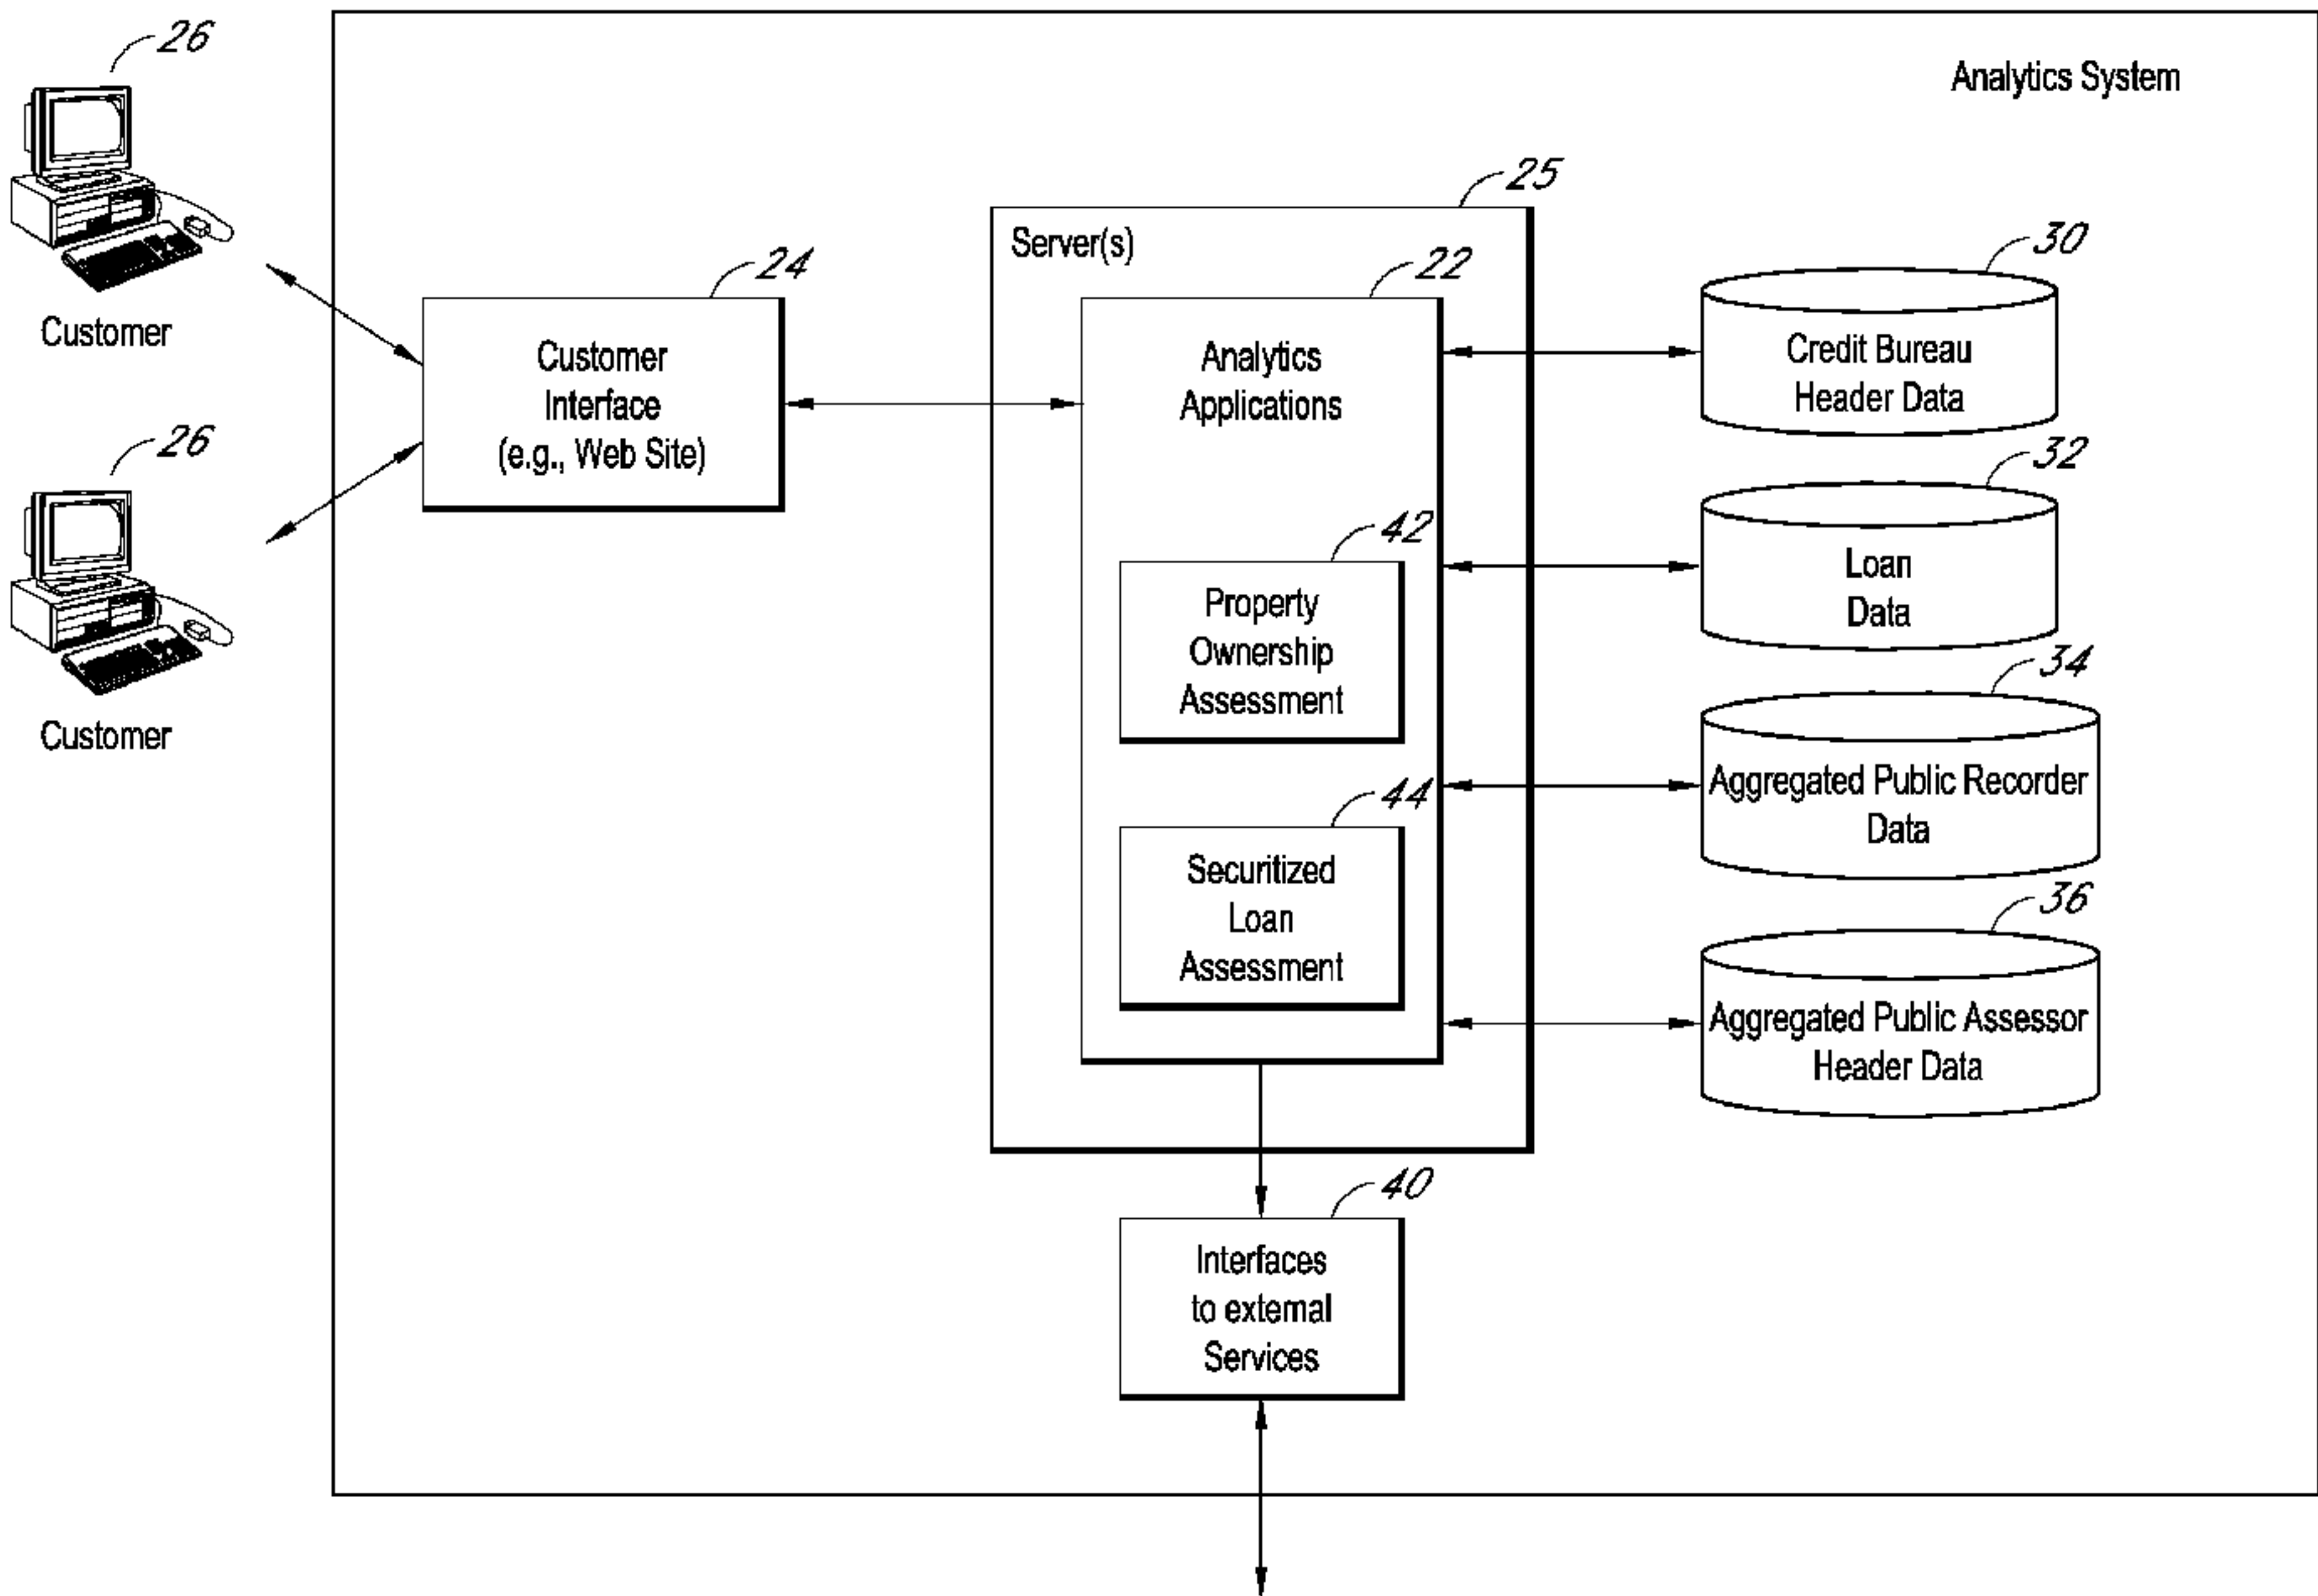 Analytics System
26
Customer
26
Customer
24
Customer
Interface
(e.g., Web Site)
25
Server(s)
22
Analytics
Applications
42
Property
Ownership
Assessment
44
Securitized
Loan
Assessment
30
Credit Bureau
Header Data
32
Loan
Data
34
Aggregated Public Recorder
Data
36
Aggregated Public Assessor
Header Data
40
Interfaces
to external
Services